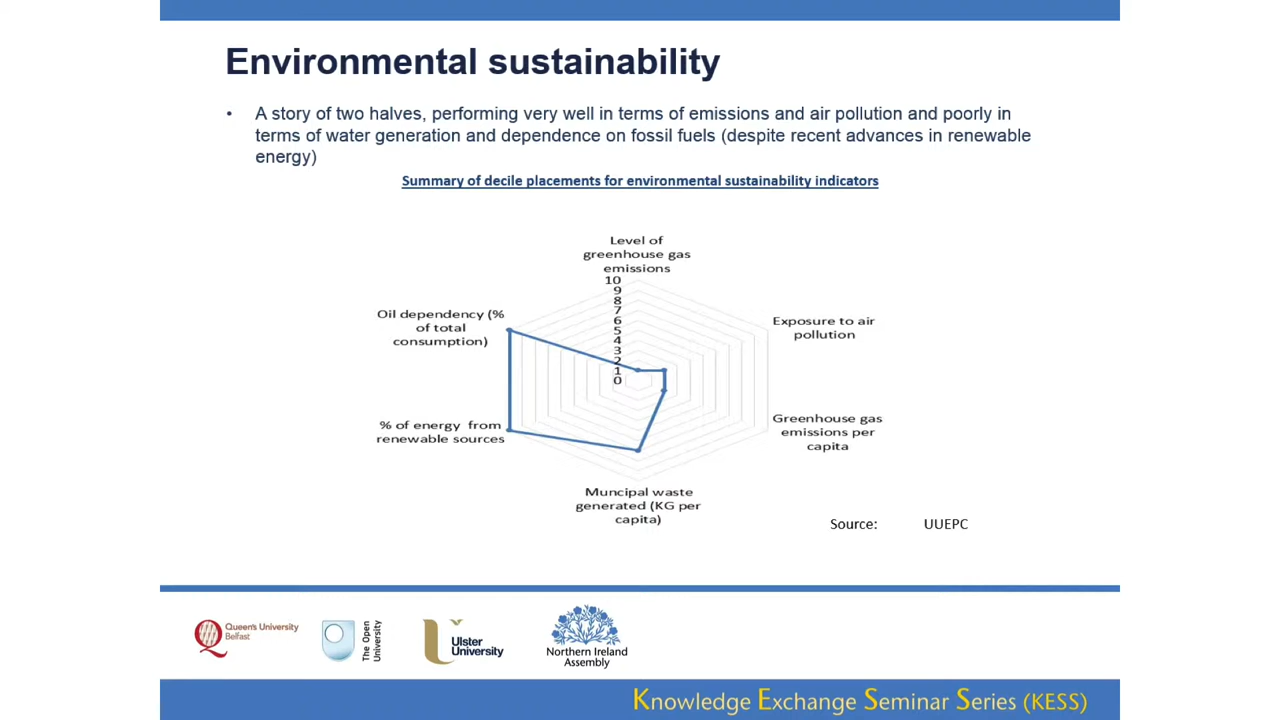 Environmental sustainability
• A story of two halves, performing very well in terms of emissions and air pollution and poorly in
terms of water generation and dependence on fossil fuels (despite recent advances in renewable
energy)
Summary of decile placements for environmental sustainability indicators
Level of
greenhouse gas
emissions
10
9
8
7
6
5
4
3
2
1
0
Exposure to air
pollution
Greenhouse gas
emissions per
capita
Muncipal waste
generated (KG per
capita)
% of energy from
renewable sources
Oil dependency (%
of total
consumption)
Source: UUEPC
Queen's University
Belfast
The Open
University
Ulster
University
Northern Ireland
Assembly
Knowledge Exchange Seminar Series (KESS)